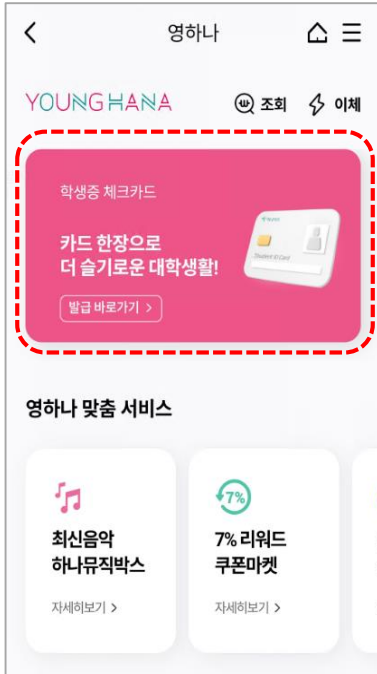 영하나
YOUNG HANA
조회
이체
학생증 체크카드
카드 한장으로
더 슬기로운 대학생활!
Student ID Card
발급 바로가기 >
영하나 맞춤 서비스
최신음악
하나뮤직박스
자세히보기 >
7%
7% 리워드
쿠폰마켓
자세히보기 >